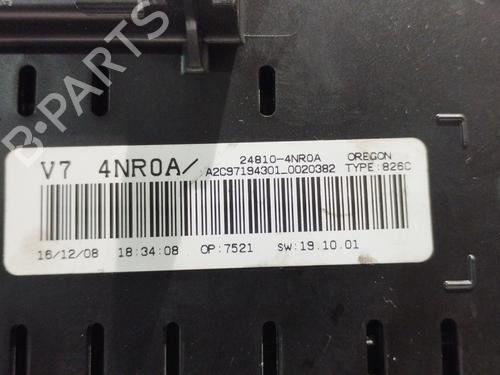 B-PARTS
24810-4NR0A OREGON
V7 4NR0A/ A2C97194301_0020382 TYPE:826C
16/12/08 18:34:08 OP:7521 SW:19.10.01